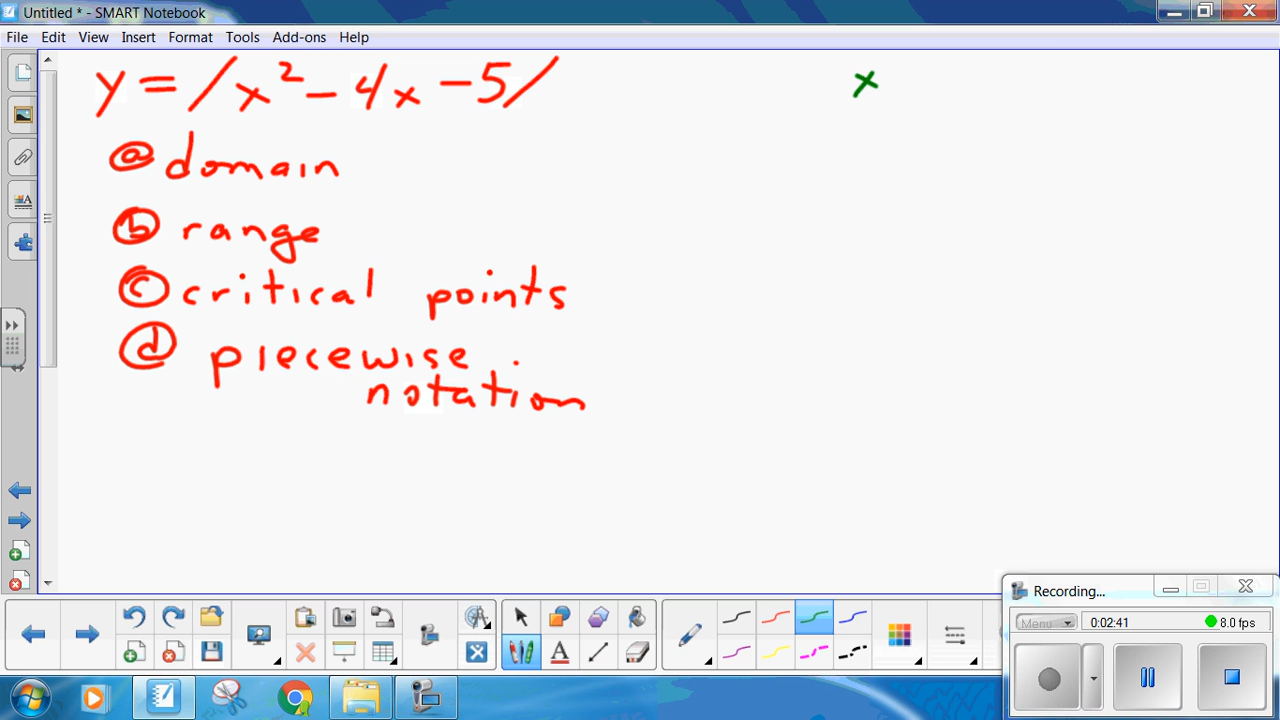 Untitled * - SMART Notebook
File Edit View Insert Format Tools Add-ons Help
y = |x² - 4x - 5|
x
ⓐ domain
ⓑ range
ⓒ critical points
ⓓ piecewise
notation
Recording...
Menu 0:02:41 8.0 fps